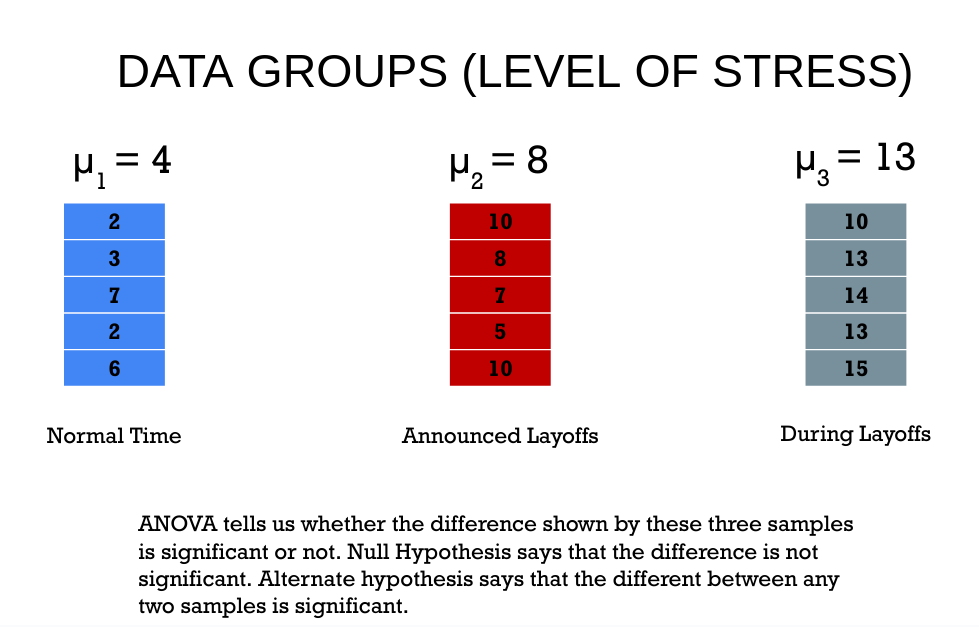 DATA GROUPS (LEVEL OF STRESS)
μ1 = 4
μ2 = 8
μ3 = 13
2
3
7
2
6
10
8
7
5
10
10
13
14
13
15
Normal Time
Announced Layoffs
During Layoffs
ANOVA tells us whether the difference shown by these three samples
is significant or not. Null Hypothesis says that the difference is not
significant. Alternate hypothesis says that the different between any
two samples is significant.